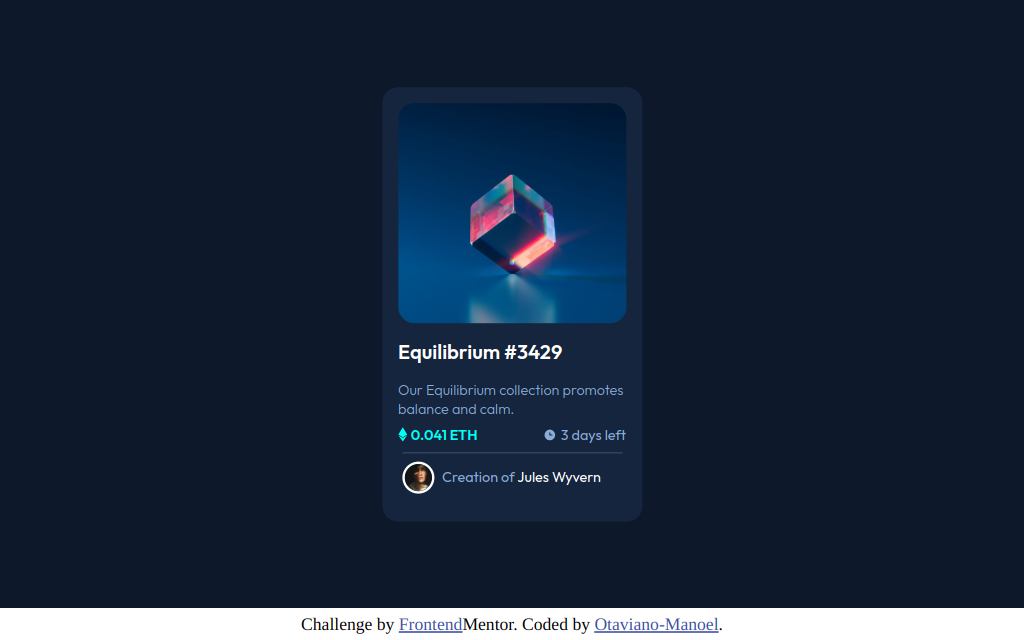 Equilibrium #3429
Our Equilibrium collection promotes
balance and calm.
0.041 ETH 3 days left
Creation of Jules Wyvern
Challenge by FrontendMentor. Coded by Otaviano-Manoel.